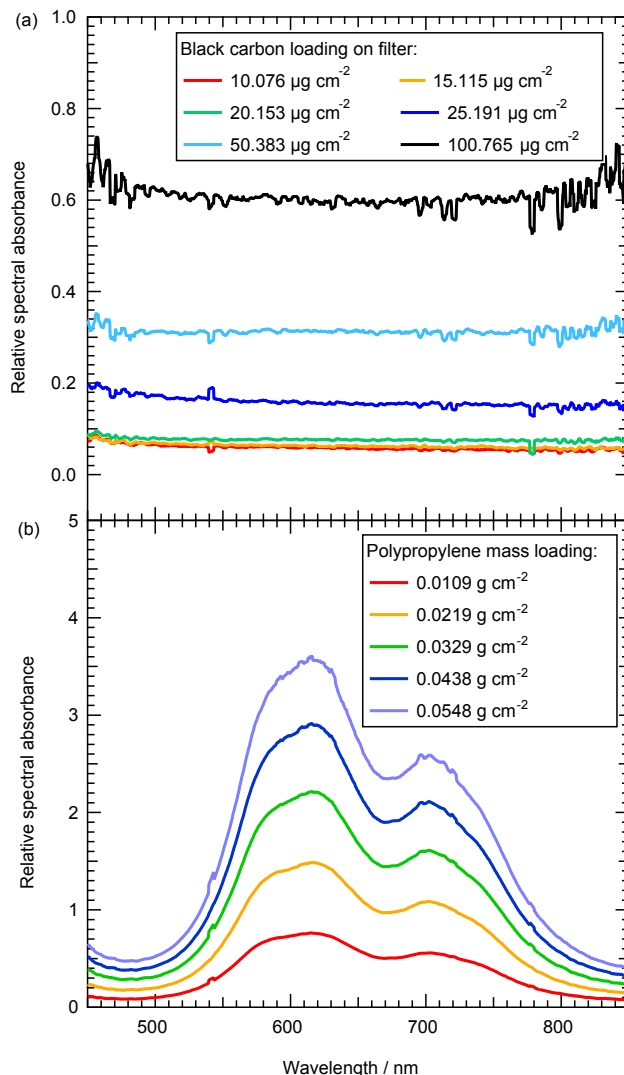 (a)
1.0
0.8
0.6
0.4
0.2
0.0
Relative spectral absorbance
Black carbon loading on filter:
10.076 µg cm⁻² 15.115 µg cm⁻²
20.153 µg cm⁻² 25.191 µg cm⁻²
50.383 µg cm⁻² 100.765 µg cm⁻²
(b)
5
4
3
2
1
0
Relative spectral absorbance
Polypropylene mass loading:
0.0109 g cm⁻²
0.0219 g cm⁻²
0.0329 g cm⁻²
0.0438 g cm⁻²
0.0548 g cm⁻²
500 600 700 800
Wavelength / nm